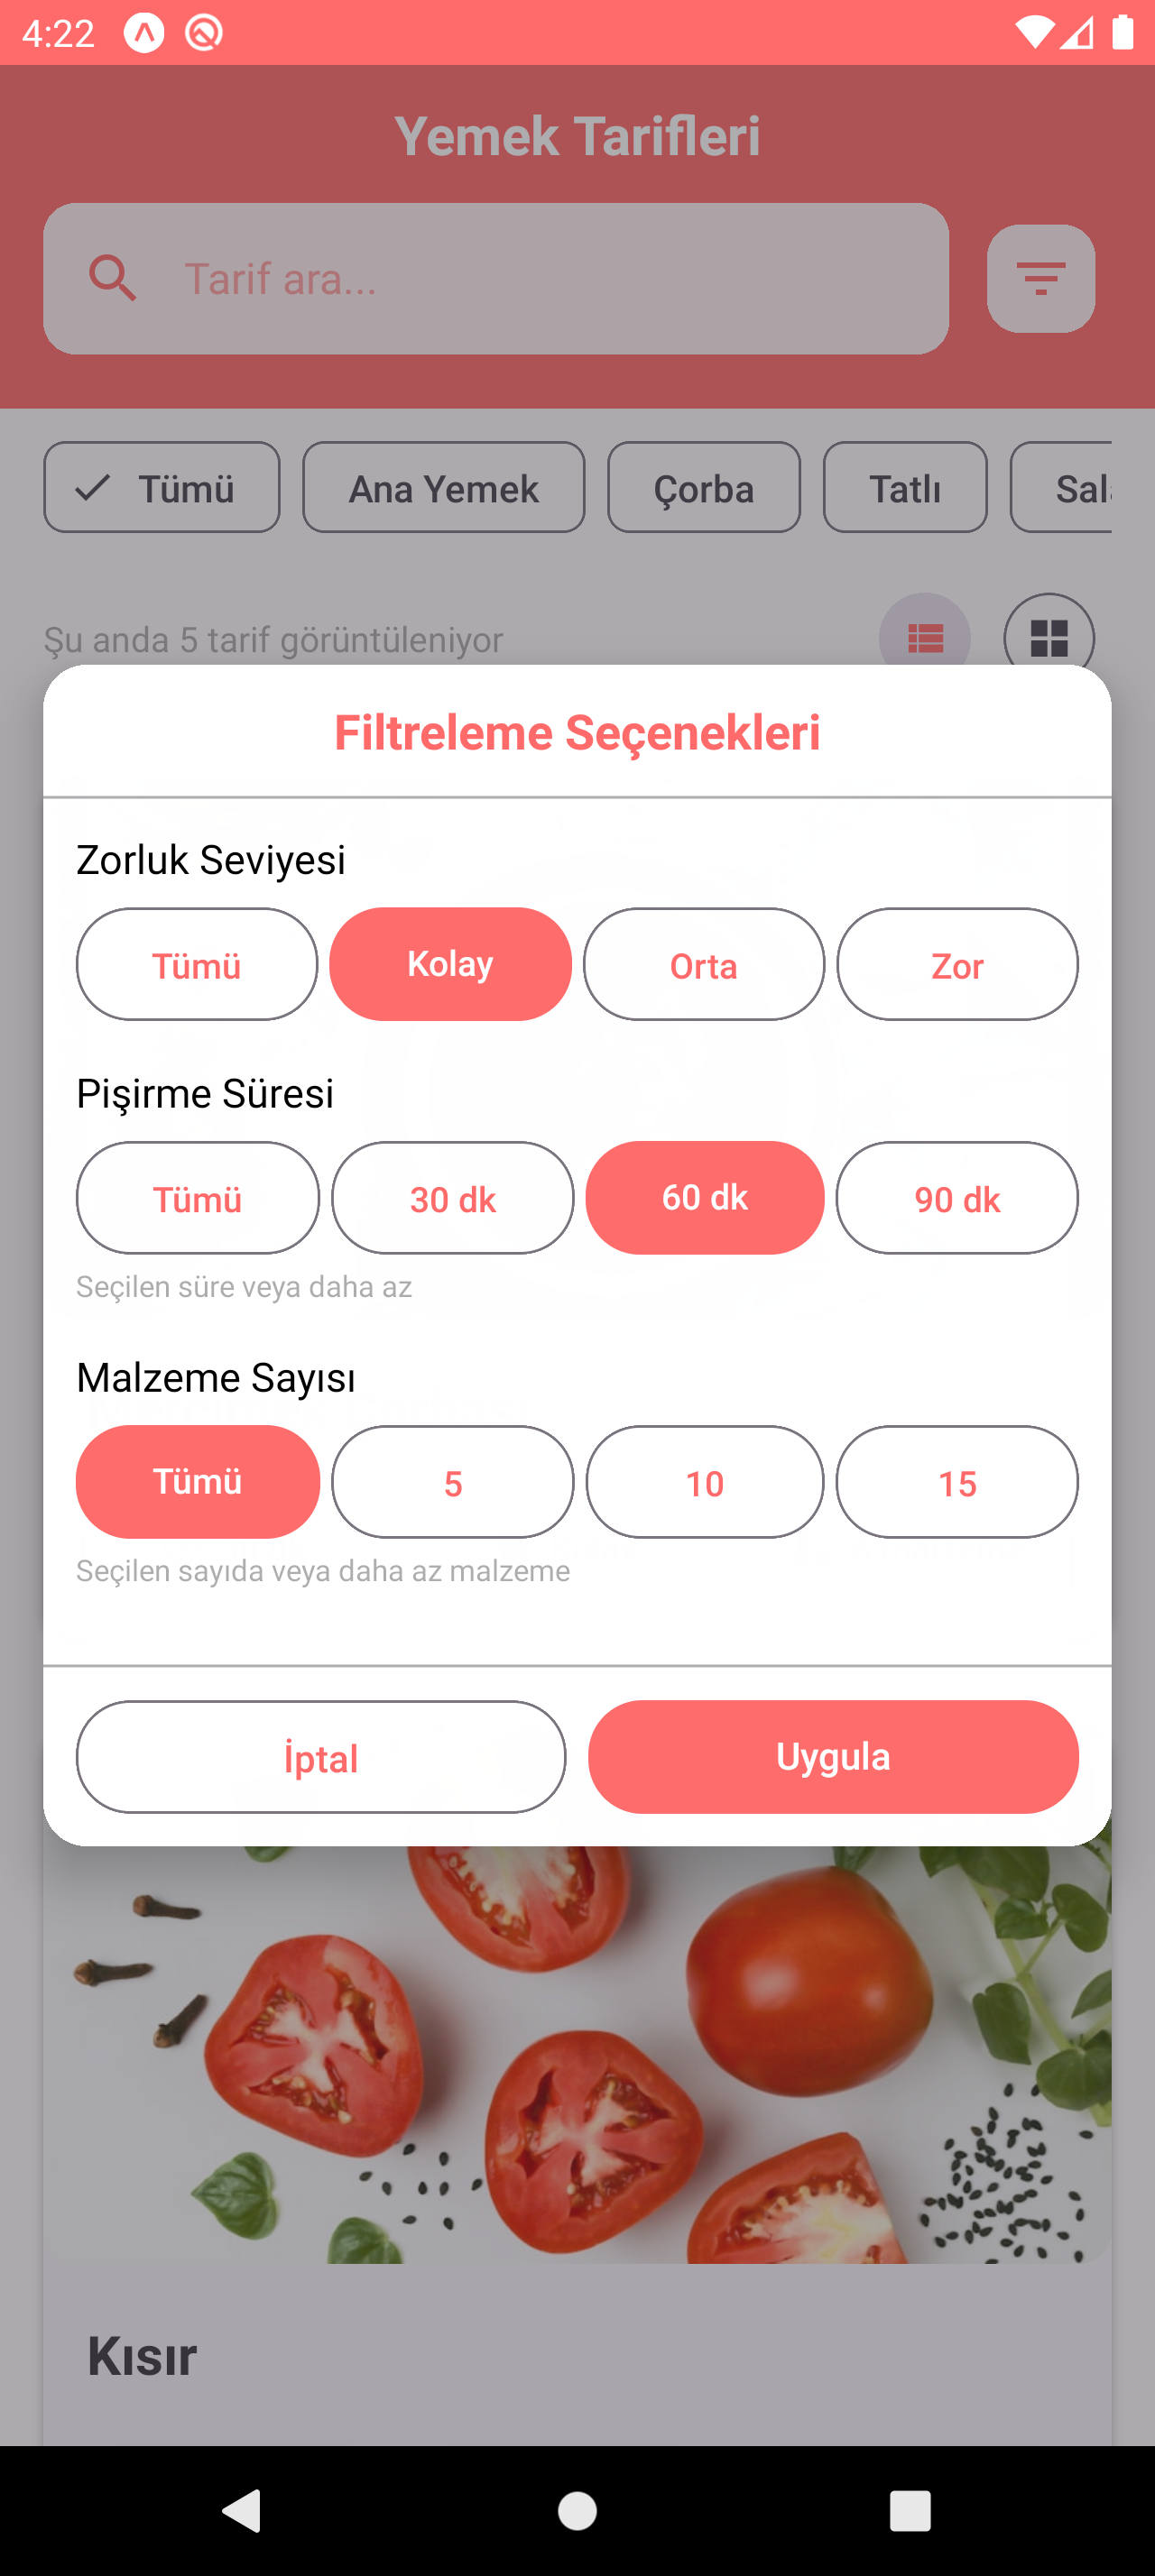 4:22
Yemek Tarifleri
Tarif ara...
Tümü Ana Yemek Çorba Tatlı
Şu anda 5 tarif görüntüleniyor
Filtreleme Seçenekleri
Zorluk Seviyesi
Tümü Kolay Orta Zor
Pişirme Süresi
Tümü 30 dk 60 dk 90 dk
Seçilen süre veya daha az
Malzeme Sayısı
Tümü 5 10 15
Seçilen sayıda veya daha az malzeme
İptal Uygula
Kısır